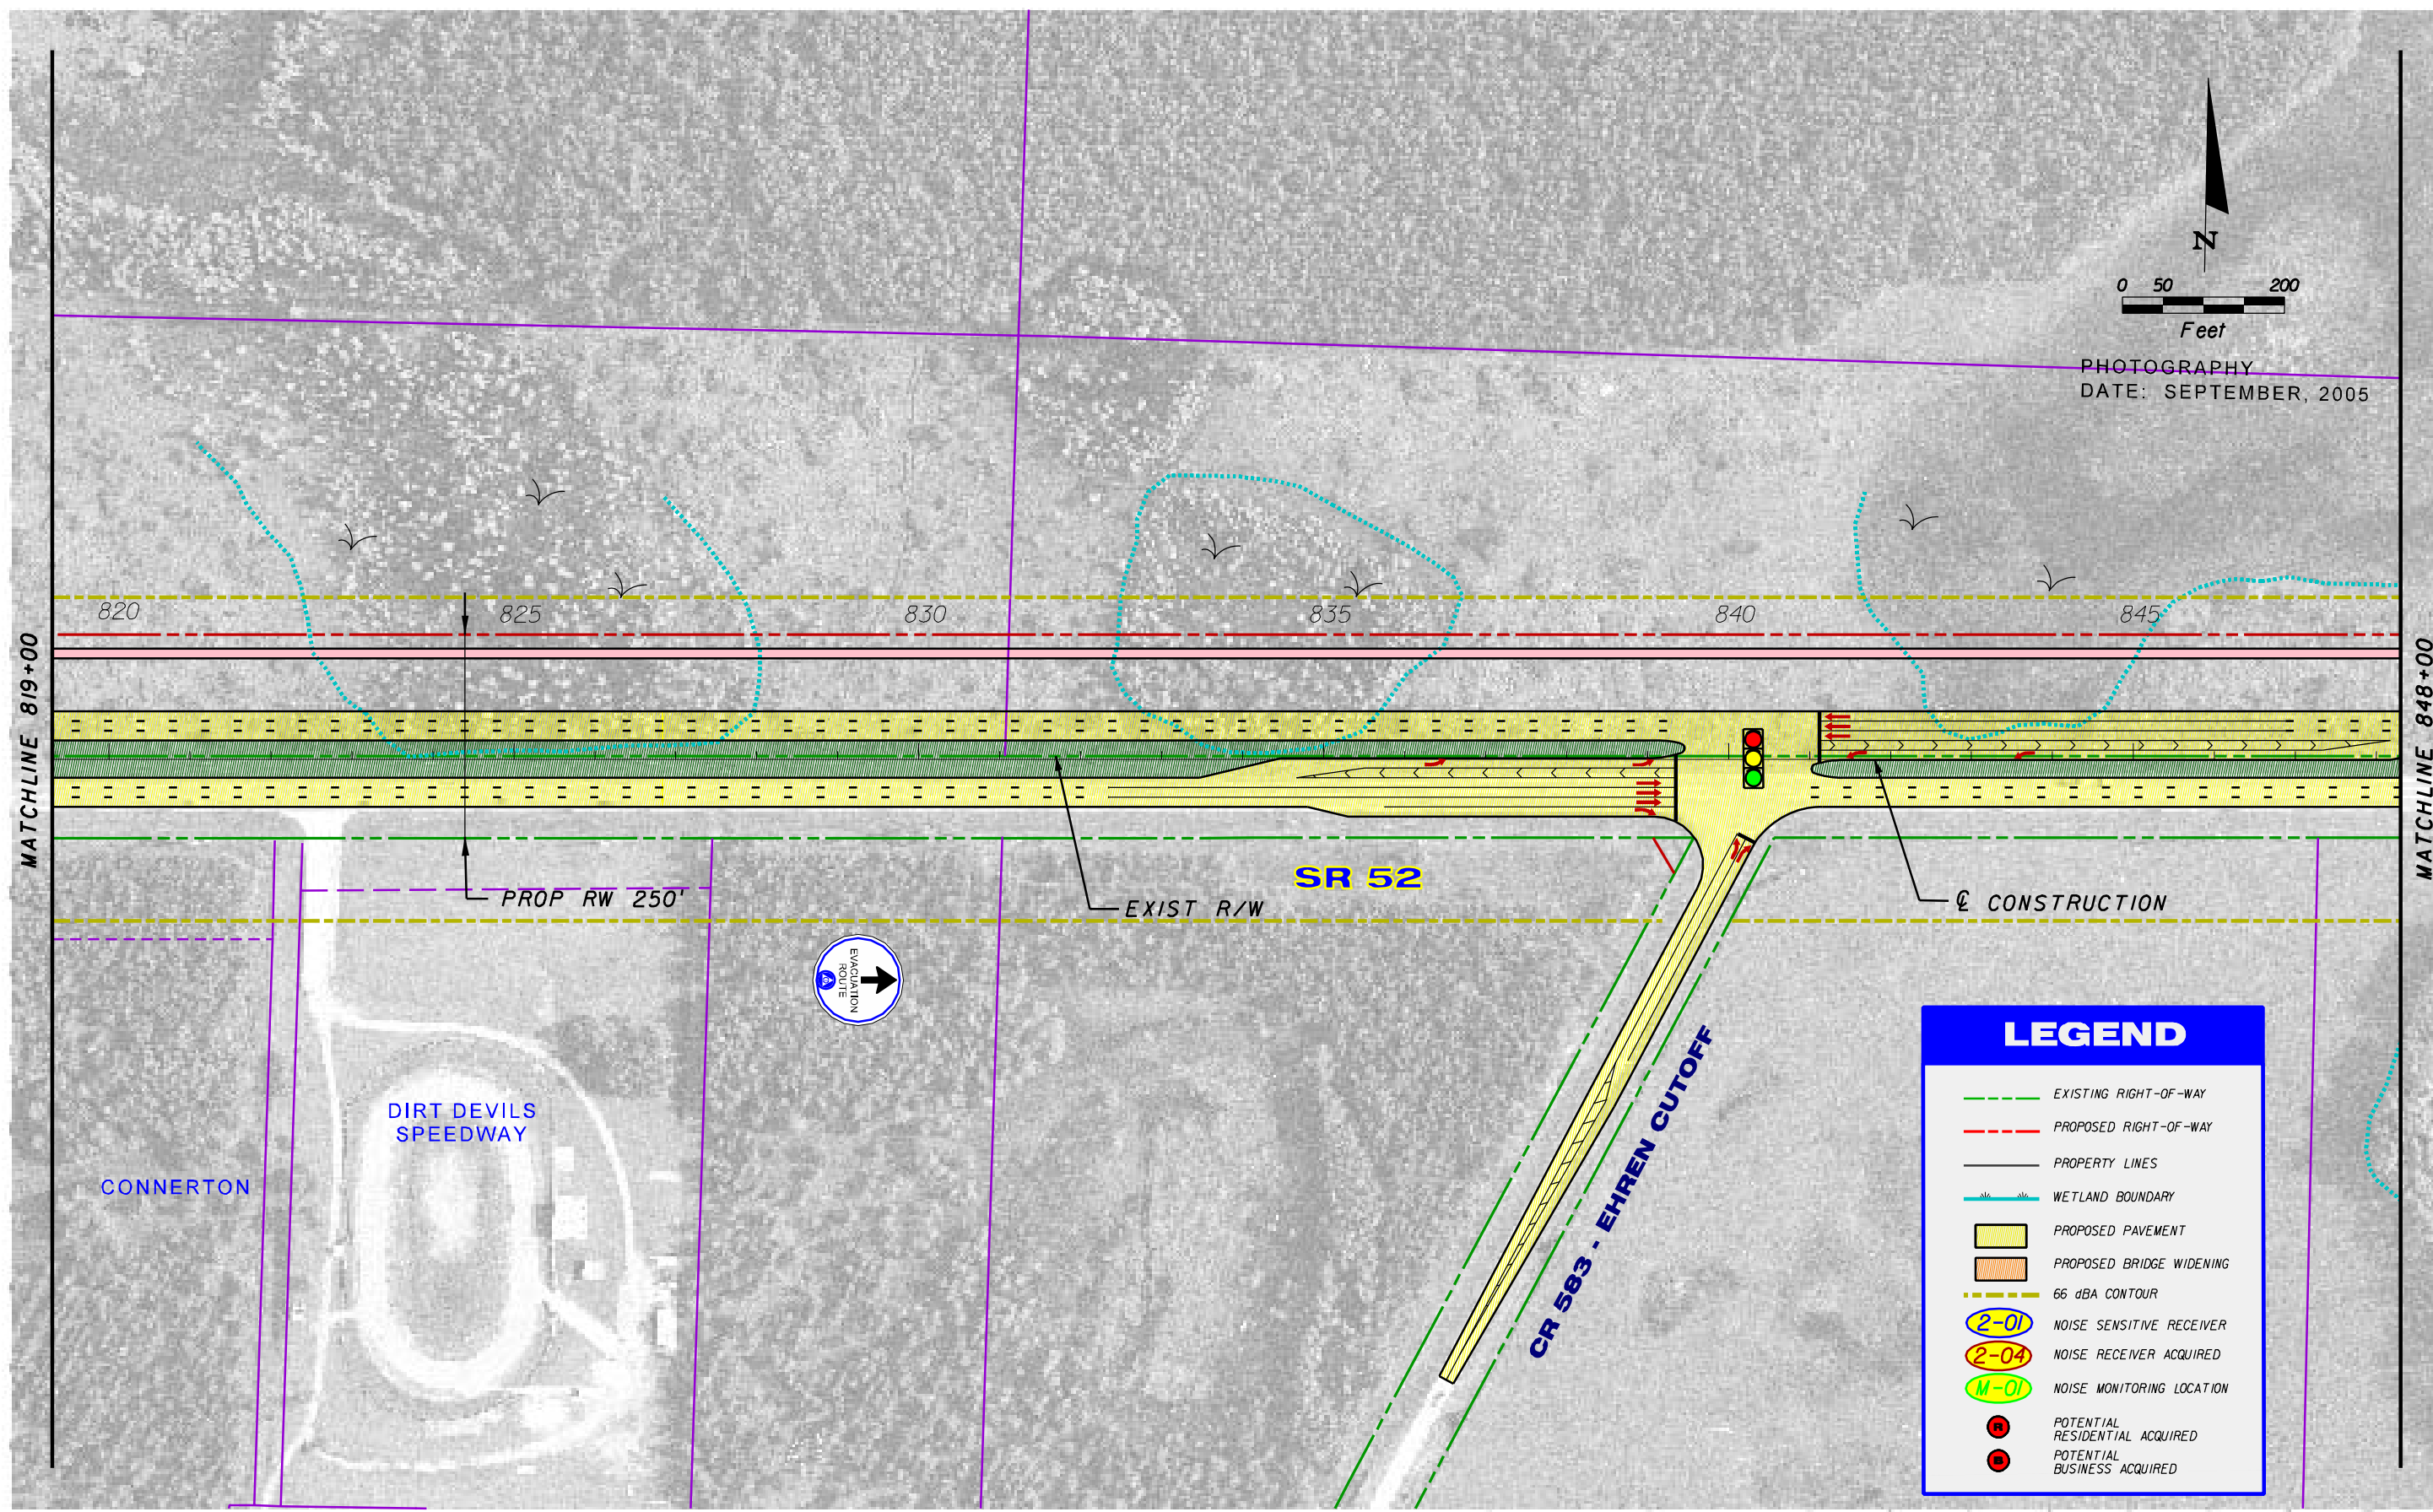 N
0 50 200
Feet
PHOTOGRAPHY
DATE: SEPTEMBER, 2005
820 825 830 835 840 845
MATCHLINE 819+00
MATCHLINE 848+00
PROP RW 250'
EXIST R/W
SR 52
℄ CONSTRUCTION
EVACUATION
ROUTE
DIRT DEVILS
SPEEDWAY
CONNERTON
CR 583 - EHREN CUTOFF
LEGEND
EXISTING RIGHT-OF-WAY
PROPOSED RIGHT-OF-WAY
PROPERTY LINES
WETLAND BOUNDARY
PROPOSED PAVEMENT
PROPOSED BRIDGE WIDENING
66 dBA CONTOUR
2-01 NOISE SENSITIVE RECEIVER
2-04 NOISE RECEIVER ACQUIRED
M-01 NOISE MONITORING LOCATION
R POTENTIAL
RESIDENTIAL ACQUIRED
B POTENTIAL
BUSINESS ACQUIRED